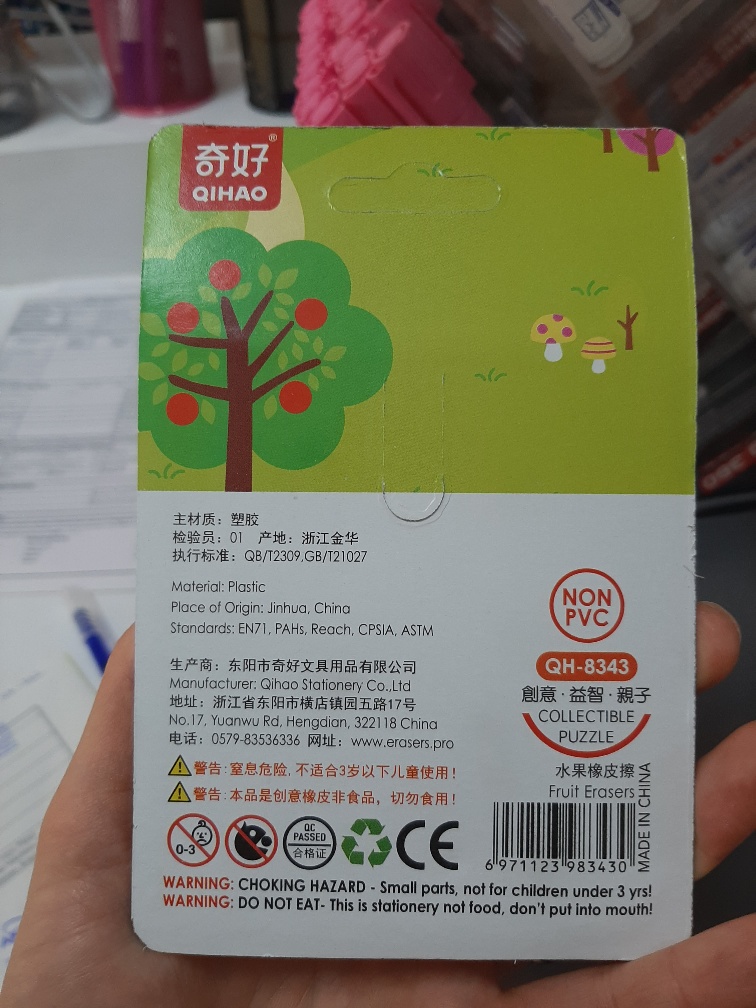 奇好®
QIHAO
主材质：塑胶
检验员：01 产地：浙江金华
执行标准：QB/T2309,GB/T21027
Material: Plastic
Place of Origin: Jinhua, China
Standards: EN71, PAHs, Reach, CPSIA, ASTM
生产商：东阳市奇好文具用品有限公司
Manufacturer: Qihao Stationery Co.,Ltd
地址：浙江省东阳市横店镇园五路17号
No.17, Yuanwu Rd, Hengdian, 322118 China
电话：0579-83536336 网址：www.erasers.pro
警告：窒息危险, 不适合3岁以下儿童使用！
警告：本品是创意橡皮非食品，切勿食用！
NON
PVC
QH-8343
創意·益智·親子
COLLECTIBLE
PUZZLE
水果橡皮擦
Fruit Erasers
MADE IN CHINA
0-3
QC
PASSED
合格证
CE
6 971123 983430
WARNING: CHOKING HAZARD - Small parts, not for children under 3 yrs!
WARNING: DO NOT EAT- This is stationery not food, don't put into mouth!